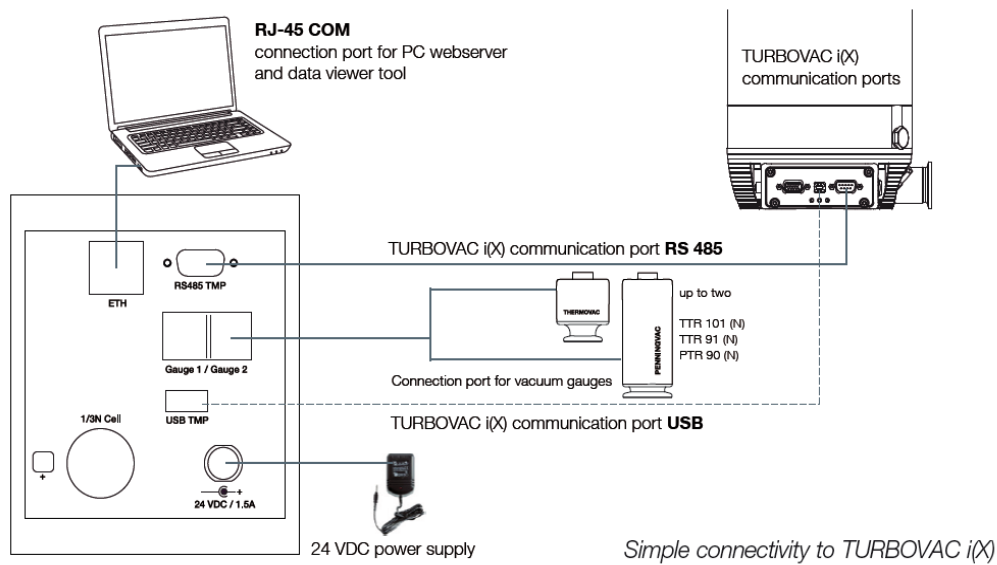 RJ-45 COM
connection port for PC webserver
and data viewer tool
TURBOVAC i(X)
communication ports
TURBOVAC i(X) communication port RS 485
RS485 TMP
ETH
THERMOVAC
PENNINGVAC
up to two
TTR 101 (N)
TTR 91 (N)
PTR 90 (N)
Gauge 1 / Gauge 2
Connection port for vacuum gauges
USB TMP
TURBOVAC i(X) communication port USB
1/3N Cell
+
- +
24 VDC / 1.5A
24 VDC power supply
Simple connectivity to TURBOVAC i(X)